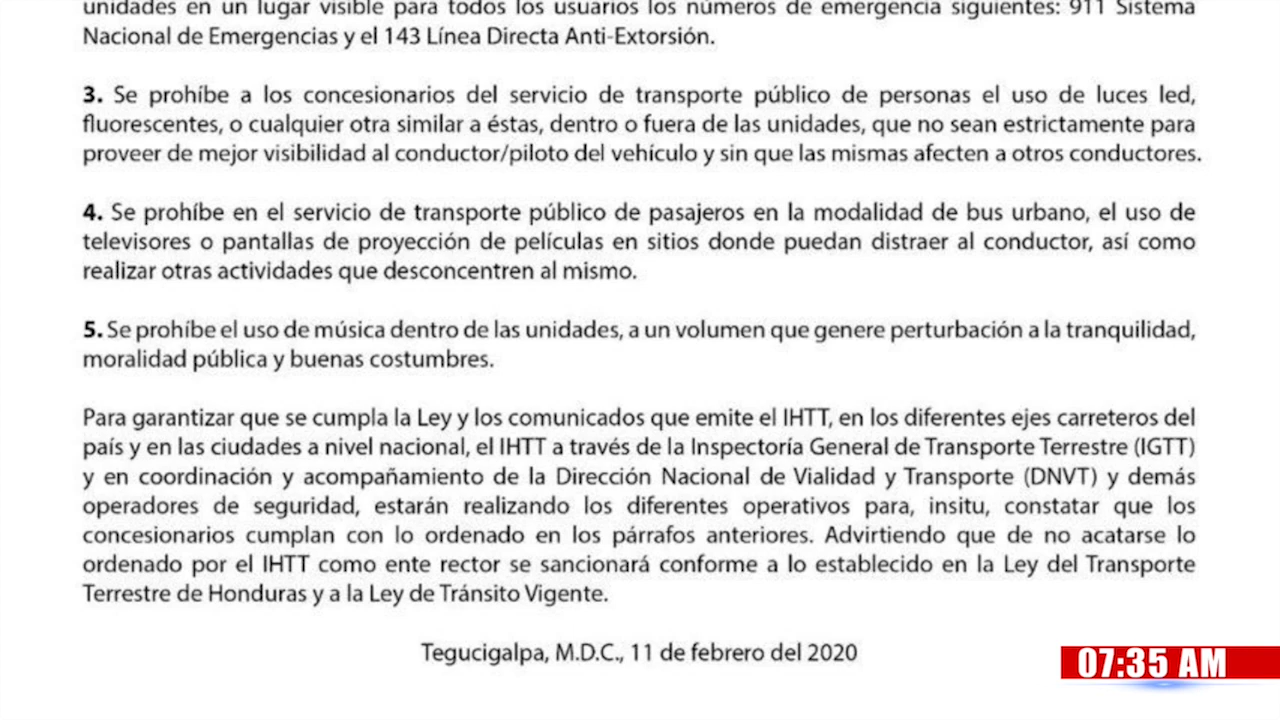 unidades en un lugar visible para todos los usuarios los números de emergencia siguientes: 911 Sistema
Nacional de Emergencias y el 143 Línea Directa Anti-Extorsión.
3. Se prohíbe a los concesionarios del servicio de transporte público de personas el uso de luces led,
fluorescentes, o cualquier otra similar a éstas, dentro o fuera de las unidades, que no sean estrictamente para
proveer de mejor visibilidad al conductor/piloto del vehículo y sin que las mismas afecten a otros conductores.
4. Se prohíbe en el servicio de transporte público de pasajeros en la modalidad de bus urbano, el uso de
televisores o pantallas de proyección de películas en sitios donde puedan distraer al conductor, así como
realizar otras actividades que desconcentren al mismo.
5. Se prohíbe el uso de música dentro de las unidades, a un volumen que genere perturbación a la tranquilidad,
moralidad pública y buenas costumbres.
Para garantizar que se cumpla la Ley y los comunicados que emite el IHTT, en los diferentes ejes carreteros del
país y en las ciudades a nivel nacional, el IHTT a través de la Inspectoría General de Transporte Terrestre (IGTT)
y en coordinación y acompañamiento de la Dirección Nacional de Vialidad y Transporte (DNVT) y demás
operadores de seguridad, estarán realizando los diferentes operativos para, insitu, constatar que los
concesionarios cumplan con lo ordenado en los párrafos anteriores. Advirtiendo que de no acatarse lo
ordenado por el IHTT como ente rector se sancionará conforme a lo establecido en la Ley del Transporte
Terrestre de Honduras y a la Ley de Tránsito Vigente.
Tegucigalpa, M.D.C., 11 de febrero del 2020
07:35 AM